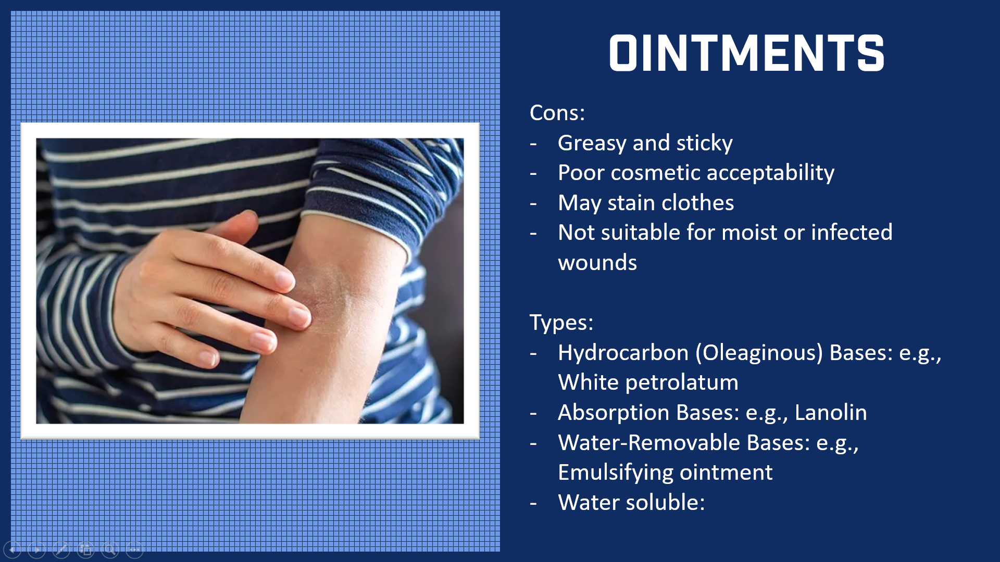 OINTMENTS
Cons:
- Greasy and sticky
- Poor cosmetic acceptability
- May stain clothes
- Not suitable for moist or infected
wounds
Types:
- Hydrocarbon (Oleaginous) Bases: e.g.,
White petrolatum
- Absorption Bases: e.g., Lanolin
- Water-Removable Bases: e.g.,
Emulsifying ointment
- Water soluble: